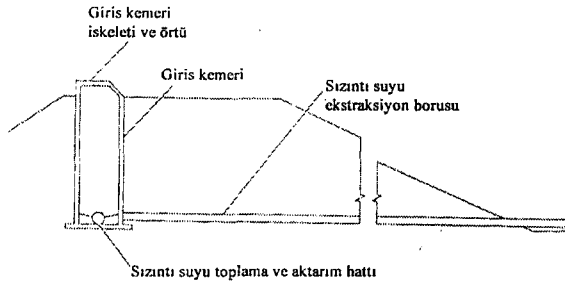 Giris kemeri
iskeleti ve örtü
Giris kemeri
Sızıntı suyu
ekstraksiyon borusu
Sızıntı suyu toplama ve aktarım hattı